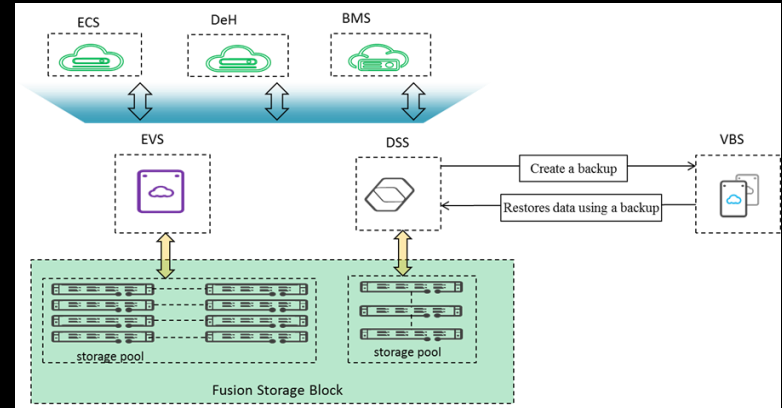 ECS
DeH
BMS
EVS
DSS
VBS
Create a backup
Restores data using a backup
storage pool
storage pool
Fusion Storage Block